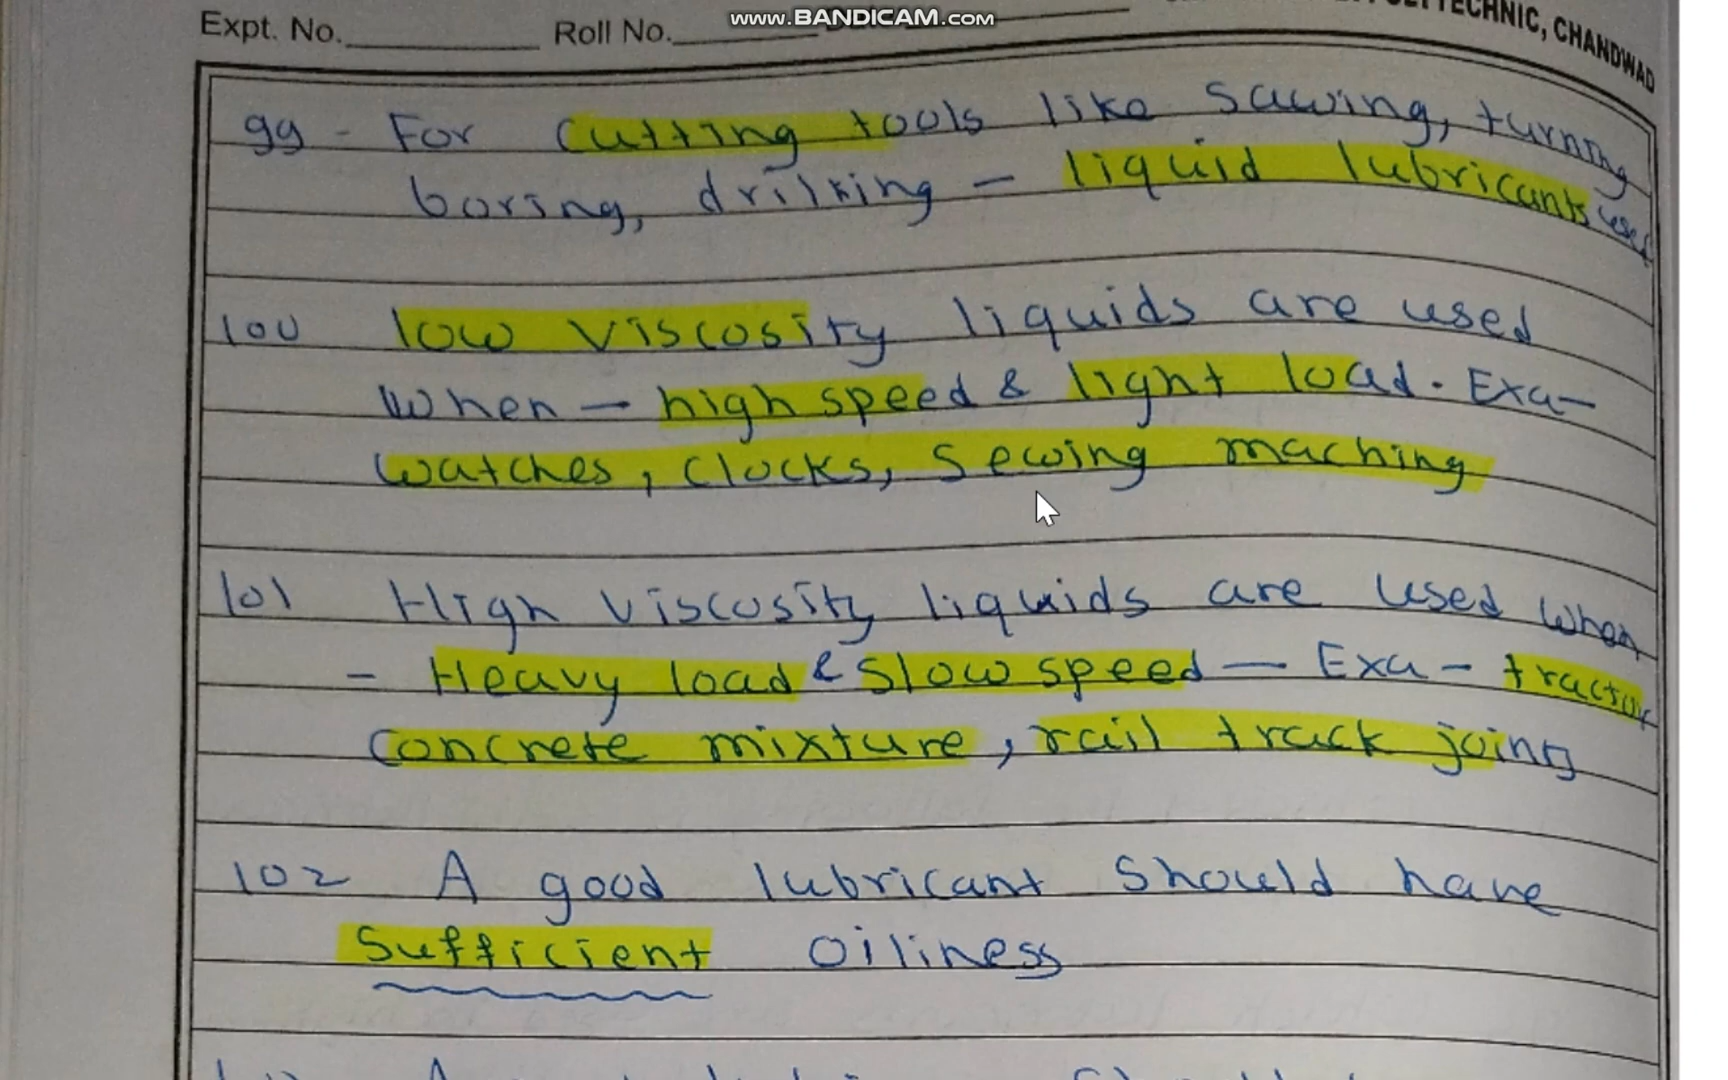 www.BANDICAM.com
TECHNIC, CHANDWAD
Expt. No. Roll No.
99 - For cutting tools like sawing, turning
boring, drilking - liquid lubricants used
100 low viscosity liquids are used
When - high speed & light load. Exa-
watches, clocks, sewing maching
101 High viscosity liquids are used when
- Heavy load & slow speed - Exa - tractor
concrete mixture, rail track joing
102 A good lubricant should have
sufficient oiliness